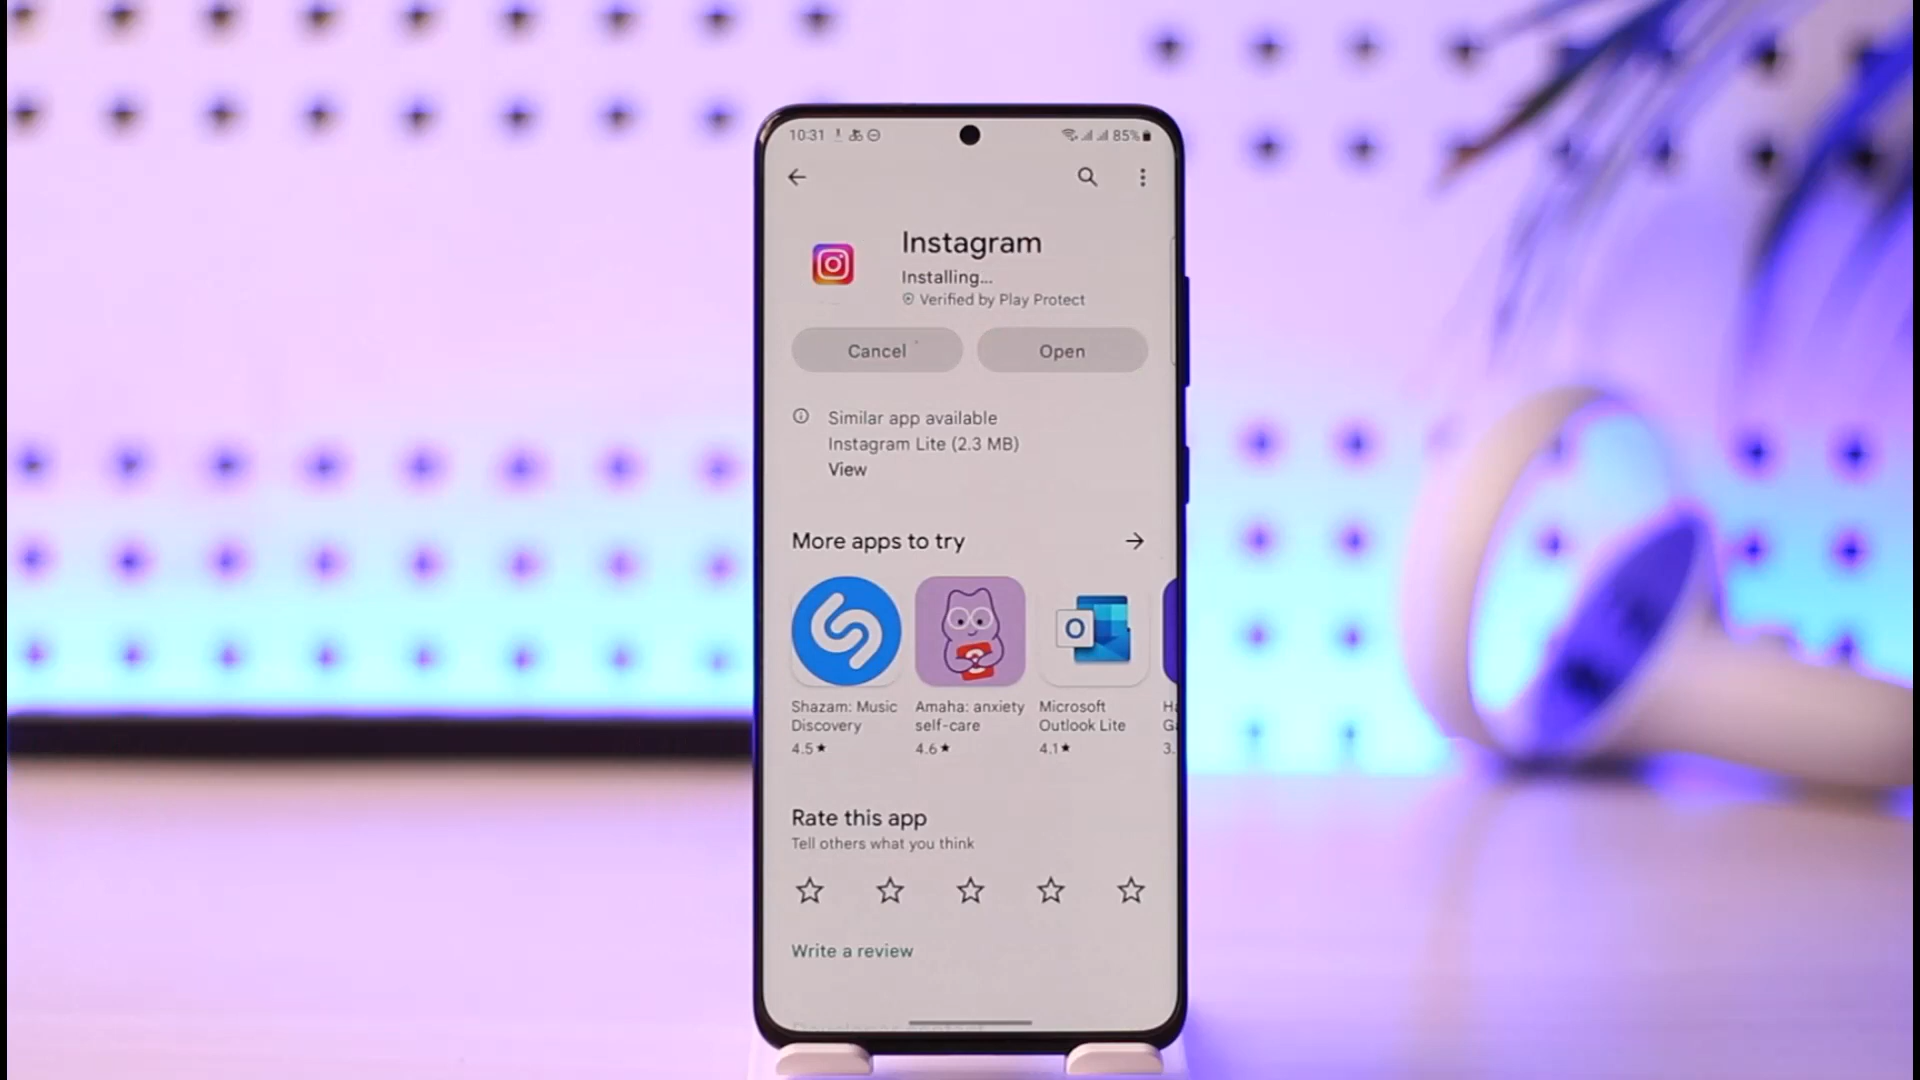 10:31
85%
Instagram
Installing...
Verified by Play Protect
Cancel
Open
Similar app available
Instagram Lite (2.3 MB)
View
More apps to try
Shazam: Music
Discovery
4.5★
Amaha: anxiety
self-care
4.6★
Microsoft
Outlook Lite
4.1★
Rate this app
Tell others what you think
Write a review